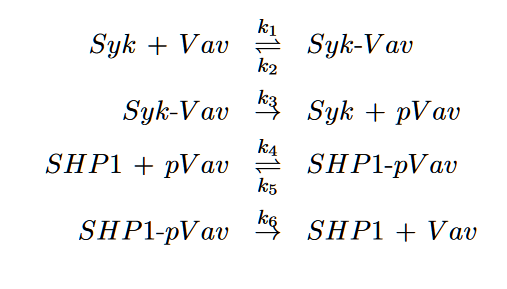 Syk + Vav k₁ ⇌ k₂ Syk-Vav
Syk-Vav k₃ → Syk + pVav
SHP1 + pVav k₄ ⇌ k₅ SHP1-pVav
SHP1-pVav k₆ → SHP1 + Vav